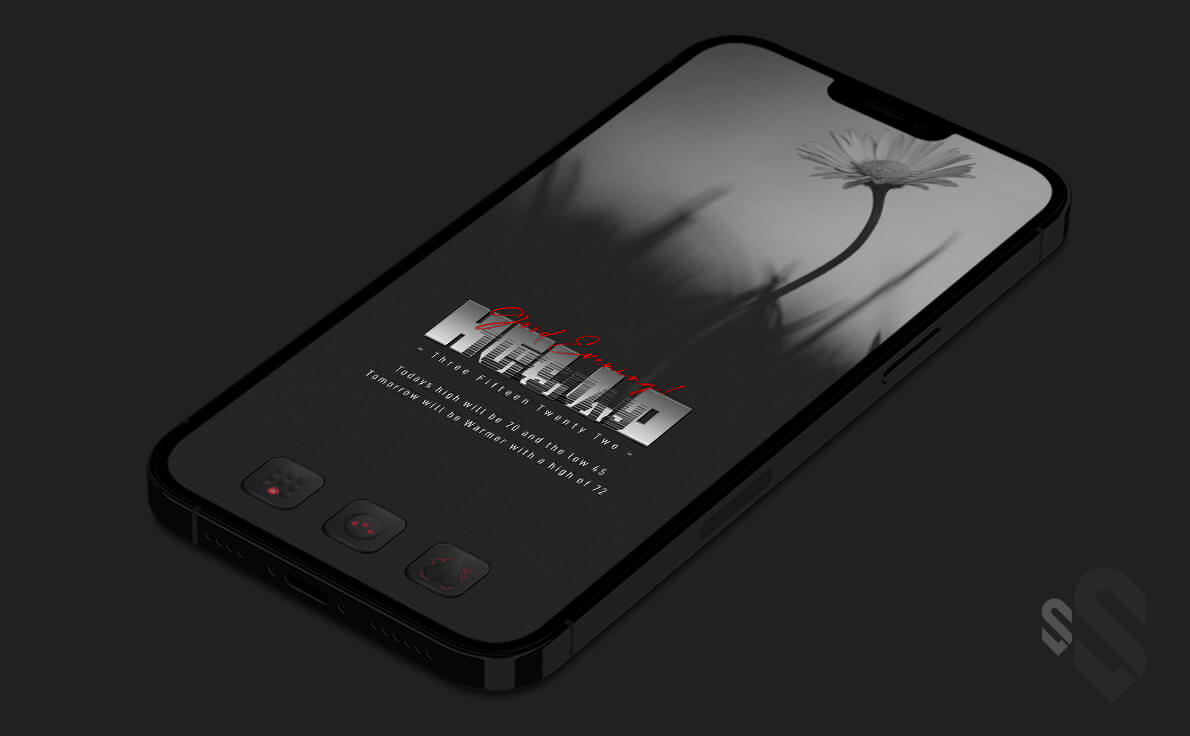 Good Evening!
~ Three Fifteen Twenty Two ~
Todays high will be 70 and the low 45
Tomorrow will be Warmer with a high of 72